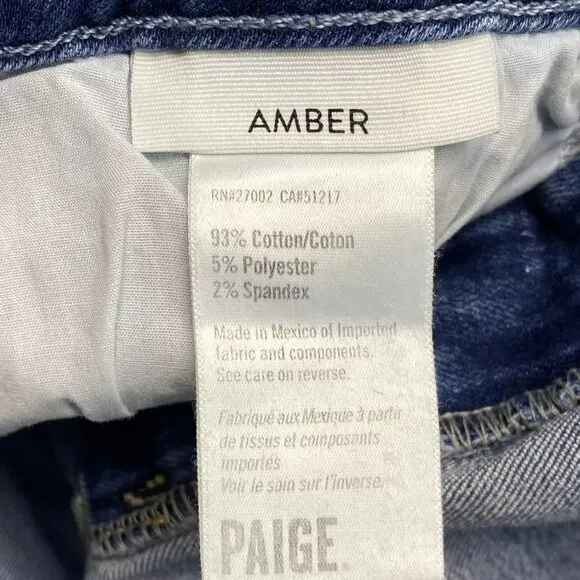 AMBER
RN#27002 CA#51217
93% Cotton/Coton
5% Polyester
2% Spandex
Made in Mexico of Imported
fabric and components.
See care on reverse.
Fabriqué aux Mexique à partir
de tissus et composants
importés
Voir le soin sur l'inverse.
PAIGE.